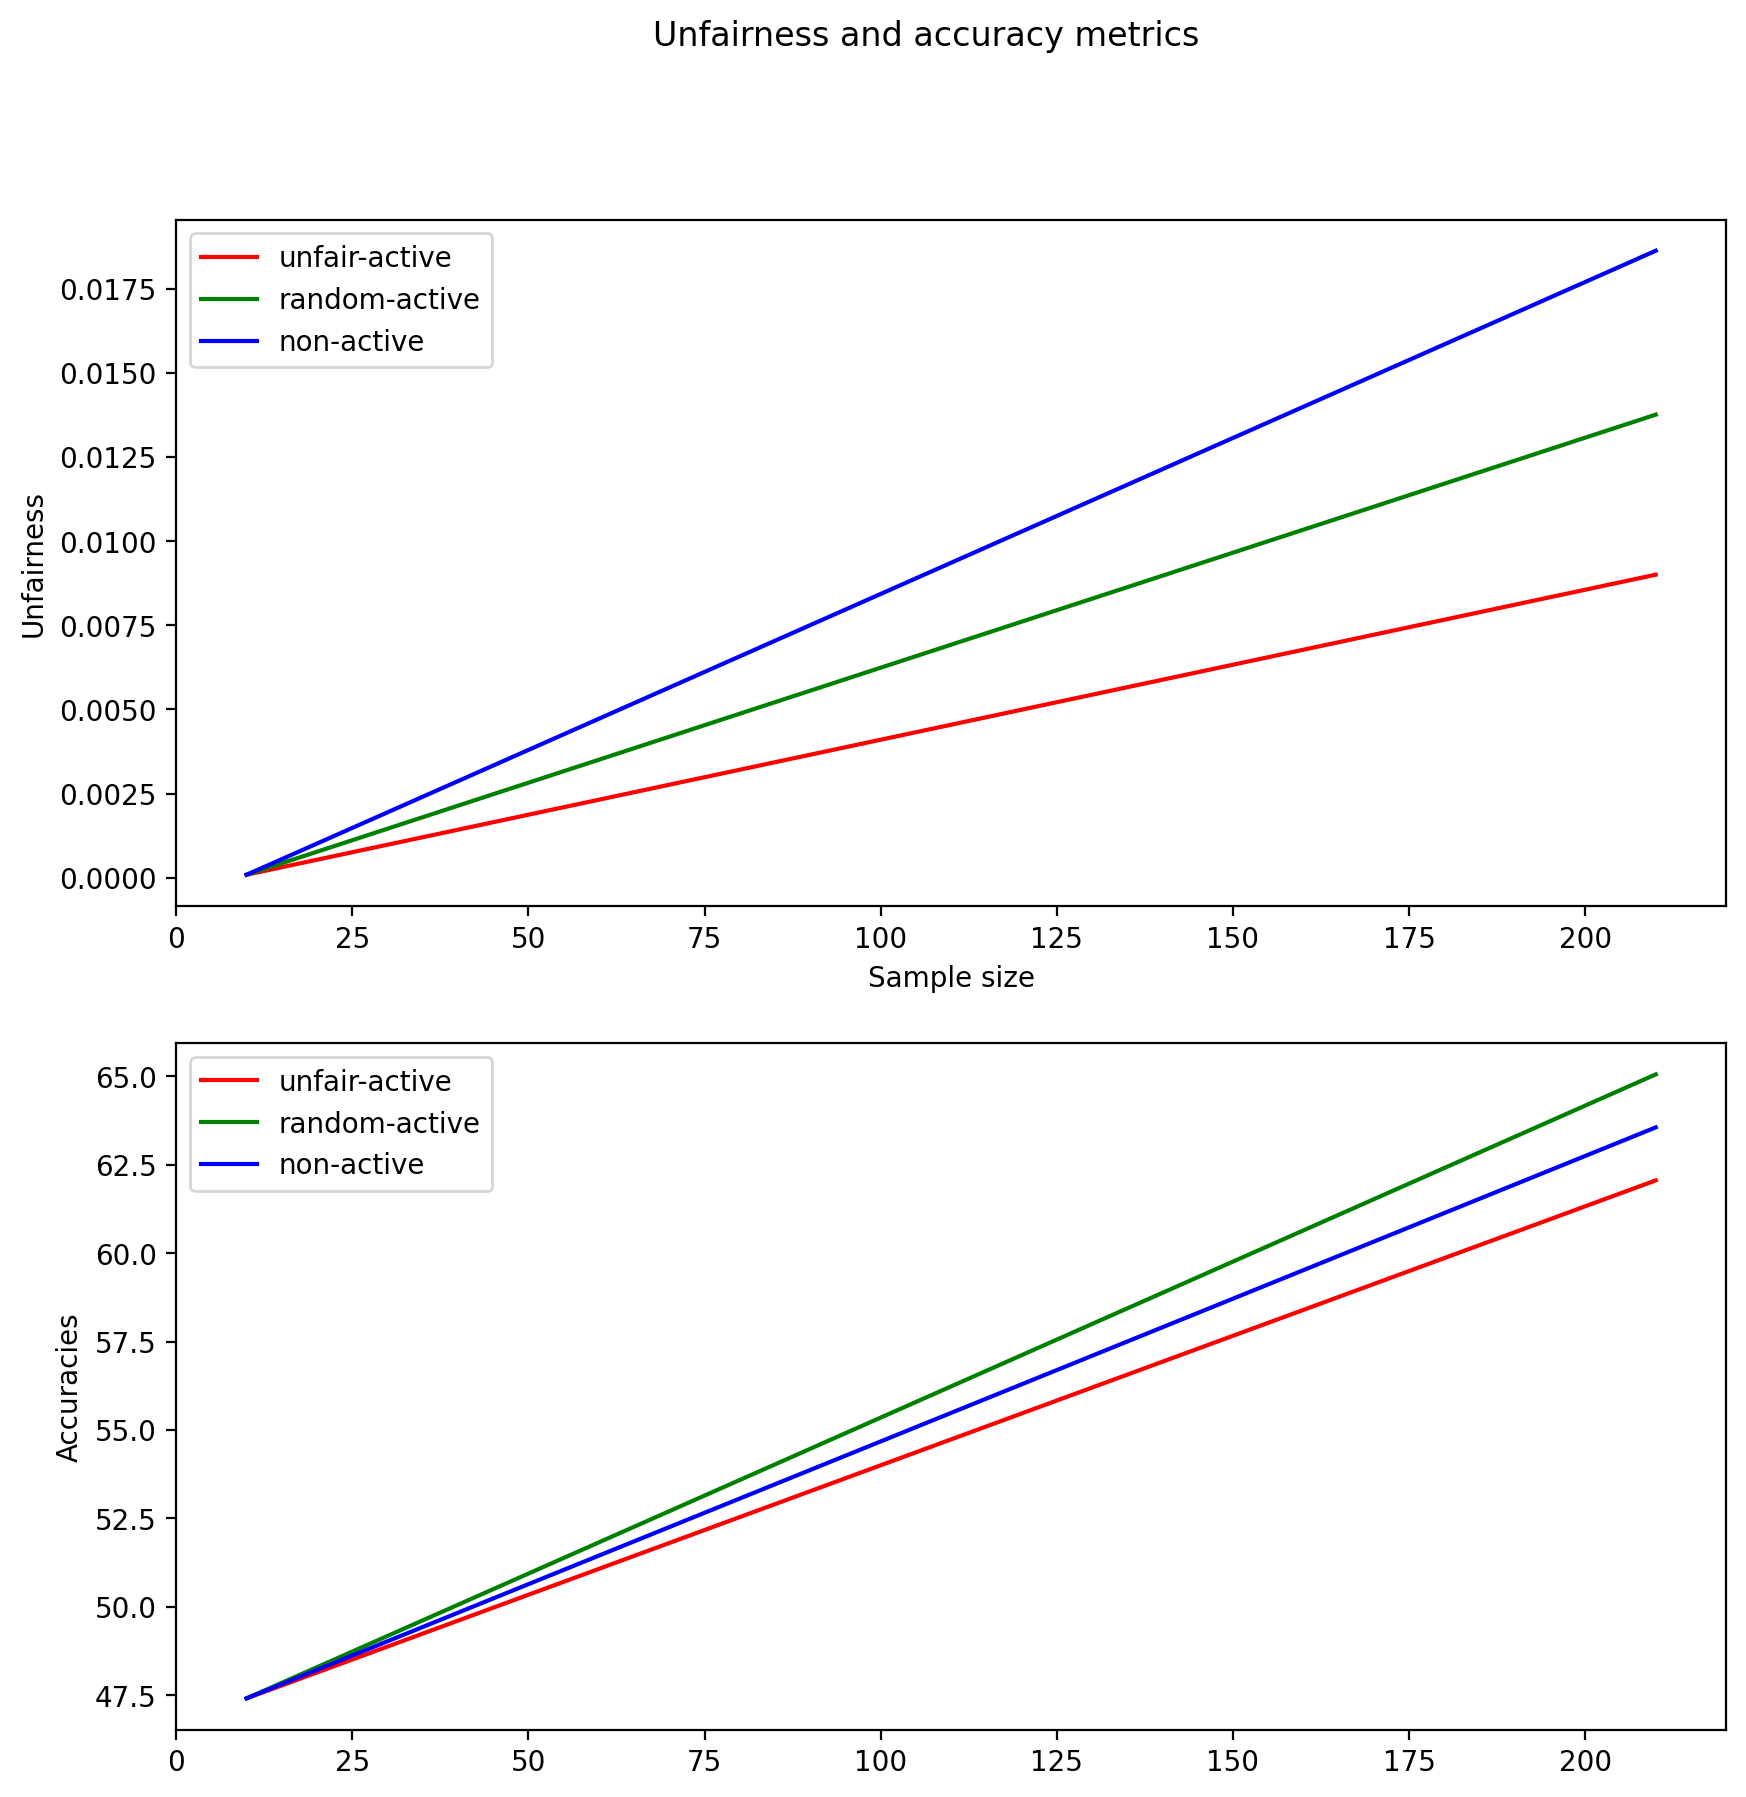 Unfairness and accuracy metrics
unfair-active
random-active
non-active
0.0175
0.0150
0.0125
0.0100
0.0075
0.0050
0.0025
0.0000
Unfairness
0 25 50 75 100 125 150 175 200
Sample size
unfair-active
random-active
non-active
65.0
62.5
60.0
57.5
55.0
52.5
50.0
47.5
Accuracies
0 25 50 75 100 125 150 175 200